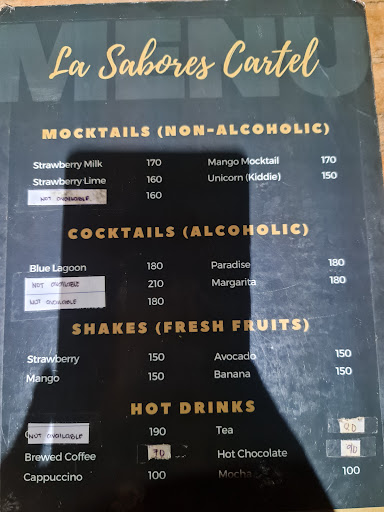 MENU
La Sabores Cartel
MOCKTAILS (NON-ALCOHOLIC)
Strawberry Milk 170 Mango Mocktail 170
Strawberry Lime 160 Unicorn (Kiddie) 150
NOT AVAILABLE 160
COCKTAILS (ALCOHOLIC)
Blue Lagoon 180 Paradise 180
NOT AVAILABLE 210 Margarita 180
NOT AVAILABLE 180
SHAKES (FRESH FRUITS)
Strawberry 150 Avocado 150
Mango 150 Banana 150
HOT DRINKS
NOT AVAILABLE 190 Tea
Brewed Coffee 70 Hot Chocolate 90
Cappuccino 100 Mocha 100